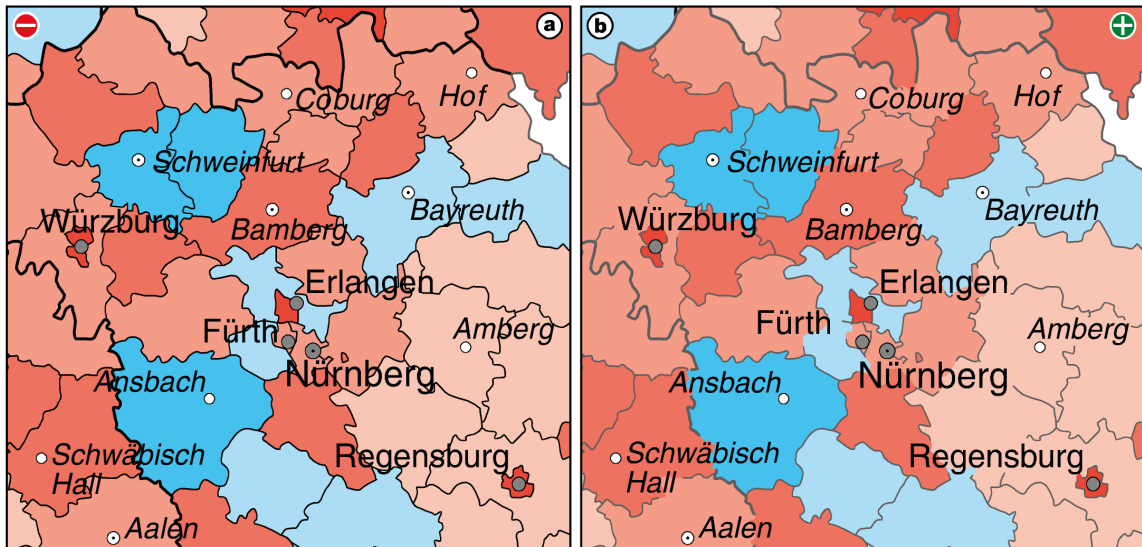 a
Coburg
Hof
Schweinfurt
Würzburg
Bayreuth
Bamberg
Erlangen
Fürth
Amberg
Nürnberg
Ansbach
Schwäbisch
Hall
Regensburg
Aalen
b
Coburg
Hof
Schweinfurt
Würzburg
Bayreuth
Bamberg
Erlangen
Fürth
Amberg
Nürnberg
Ansbach
Schwäbisch
Hall
Regensburg
Aalen